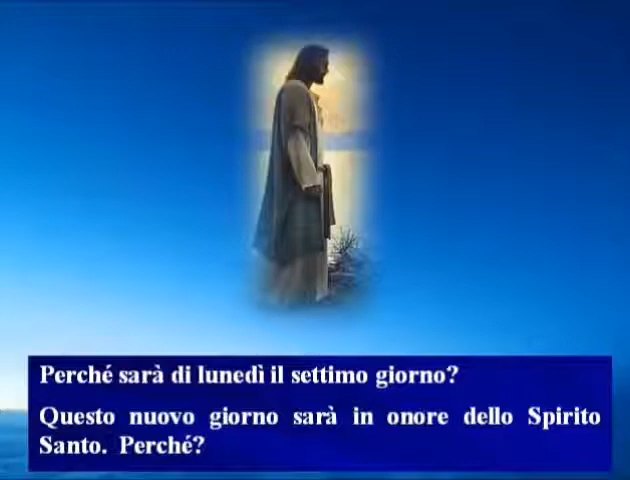 Perché sarà di lunedì il settimo giorno?
Questo nuovo giorno sarà in onore dello Spirito
Santo. Perché?